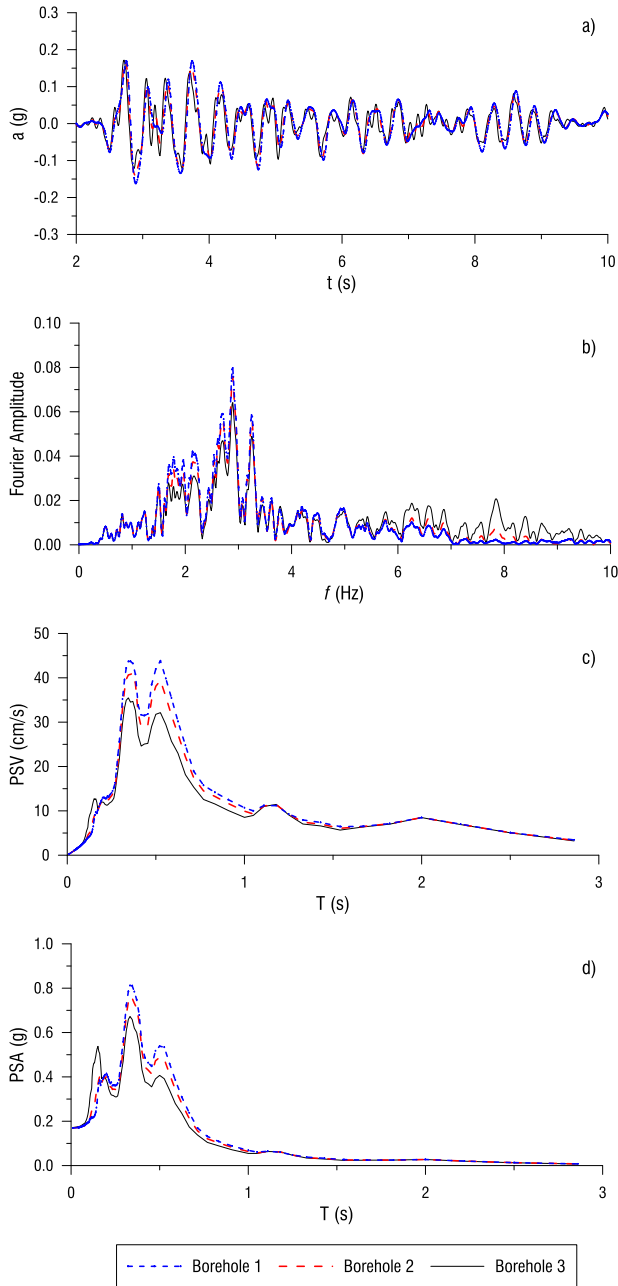 a)
0.3
0.2
0.1
0.0
-0.1
-0.2
-0.3
a (g)
2 4 6 8 10
t (s)
b)
0.10
0.08
0.06
0.04
0.02
0.00
Fourier Amplitude
0 2 4 6 8 10
f (Hz)
c)
50
40
30
20
10
0
PSV (cm/s)
0 1 2 3
T (s)
d)
1.0
0.8
0.6
0.4
0.2
0.0
PSA (g)
0 1 2 3
T (s)
Borehole 1 Borehole 2 Borehole 3